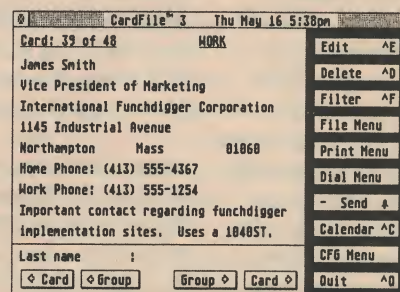 CardFile™ 3 Thu May 16 5:38pm
Card: 39 of 48 WORK
James Smith
Vice President of Marketing
International Funchdigger Corporation
1145 Industrial Avenue
Northampton Mass 01060
Home Phone: (413) 555-4367
Work Phone: (413) 555-1254
Important contact regarding funchdigger
implementation sites. Uses a 1040ST.
Last name :
Card Group Group Card
Edit ^E
Delete ^D
Filter ^F
File Menu
Print Menu
Dial Menu
- Send
Calendar ^C
CFG Menu
Quit ^Q